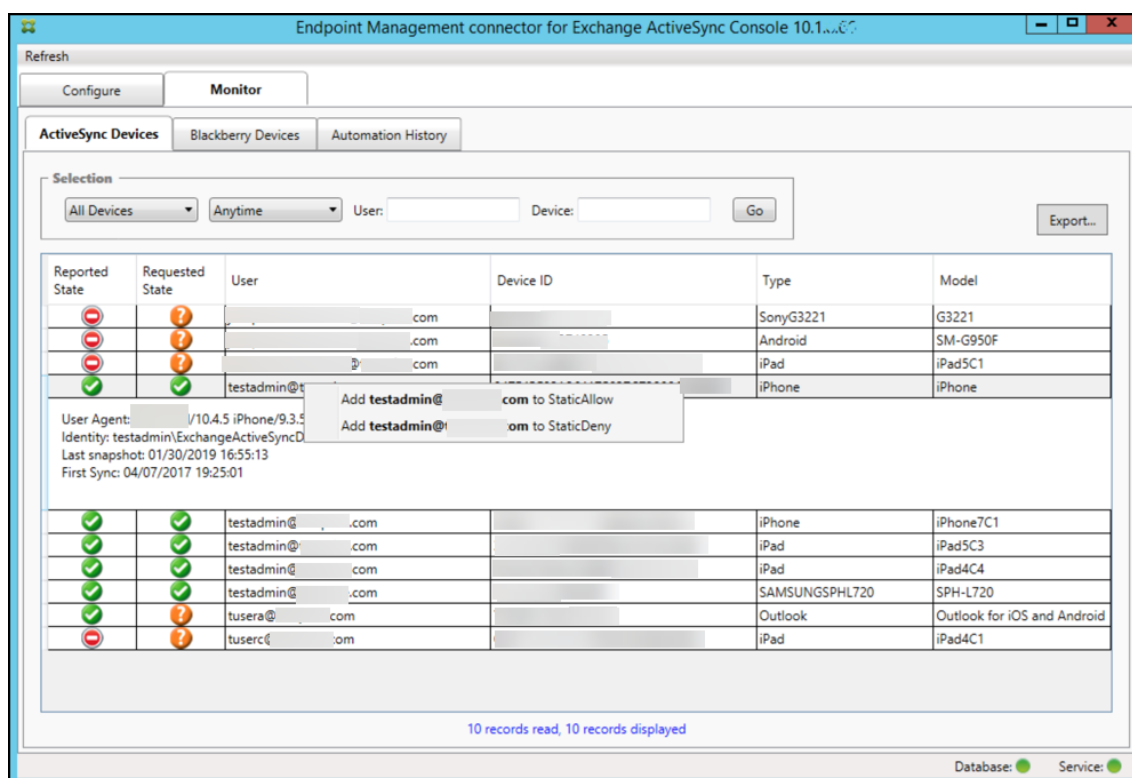 Endpoint Management connector for Exchange ActiveSync Console 10.1
Refresh
Configure Monitor
ActiveSync Devices Blackberry Devices Automation History
Selection
All Devices Anytime User: Device: Go
Export...
Reported State Requested State User Device ID Type Model
.com SonyG3221 G3221
.com Android SM-G950F
com iPad iPad5C1
testadmin@ iPhone iPhone
Add testadmin@ .com to StaticAllow
Add testadmin@ om to StaticDeny
User Agent: /10.4.5 iPhone/9.3.5
Identity: testadmin\ExchangeActiveSyncD
Last snapshot: 01/30/2019 16:55:13
First Sync: 04/07/2017 19:25:01
testadmin@ .com iPhone iPhone7C1
testadmin@ .com iPad iPad5C3
testadmin@ com iPad iPad4C4
testadmin@ .com SAMSUNGSPHL720 SPH-L720
tusera@ com Outlook Outlook for iOS and Android
tuserc om iPad iPad4C1
10 records read, 10 records displayed
Database: Service: